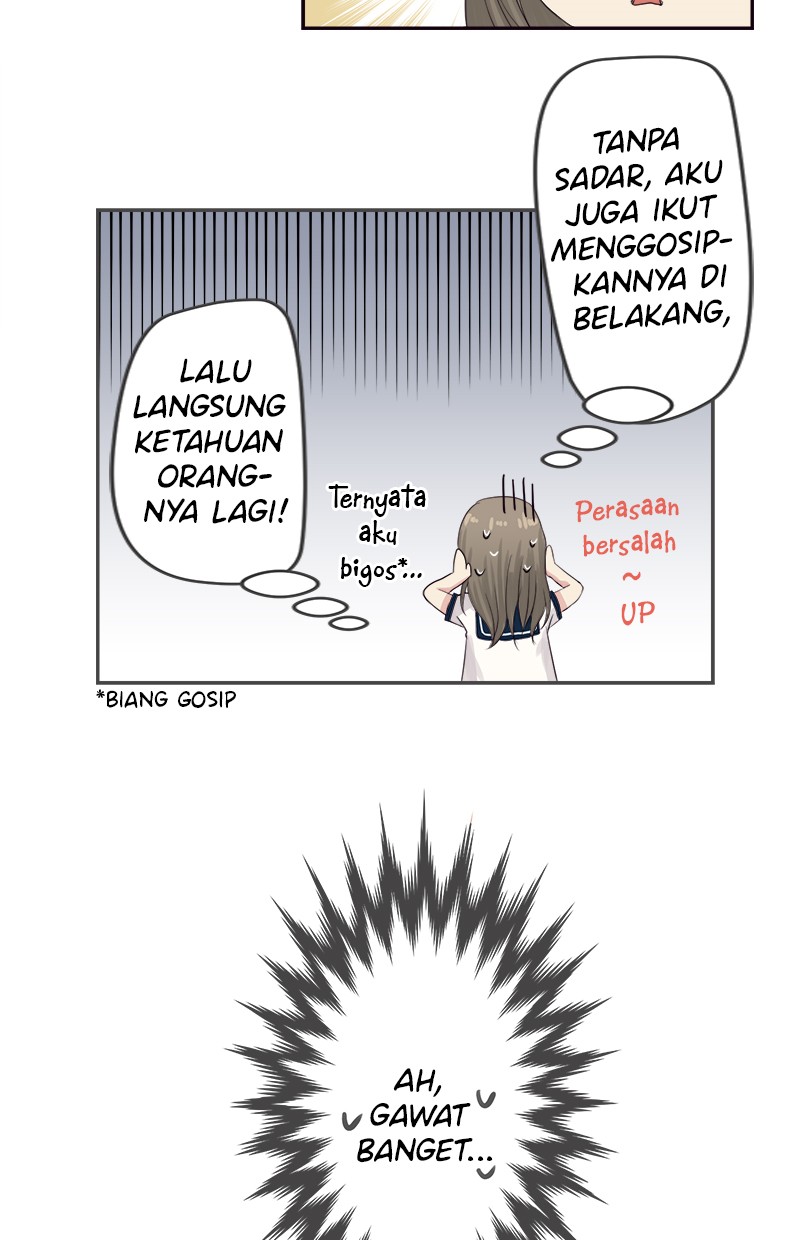 TANPA
SADAR, AKU
JUGA IKUT
MENGGOSIP-
KANNYA DI
BELAKANG,
LALU
LANGSUNG
KETAHUAN
ORANG-
NYA LAGI!
Ternyata
aku
bigos*...
Perasaan
bersalah
~
UP
*BIANG GOSIP
AH,
GAWAT
BANGET...